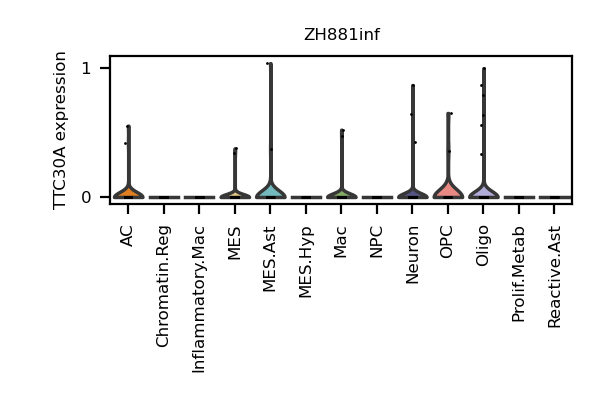 ZH881inf
TTC30A expression
1
0
AC
Chromatin.Reg
Inflammatory.Mac
MES
MES.Ast
MES.Hyp
Mac
NPC
Neuron
OPC
Oligo
Prolif.Metab
Reactive.Ast